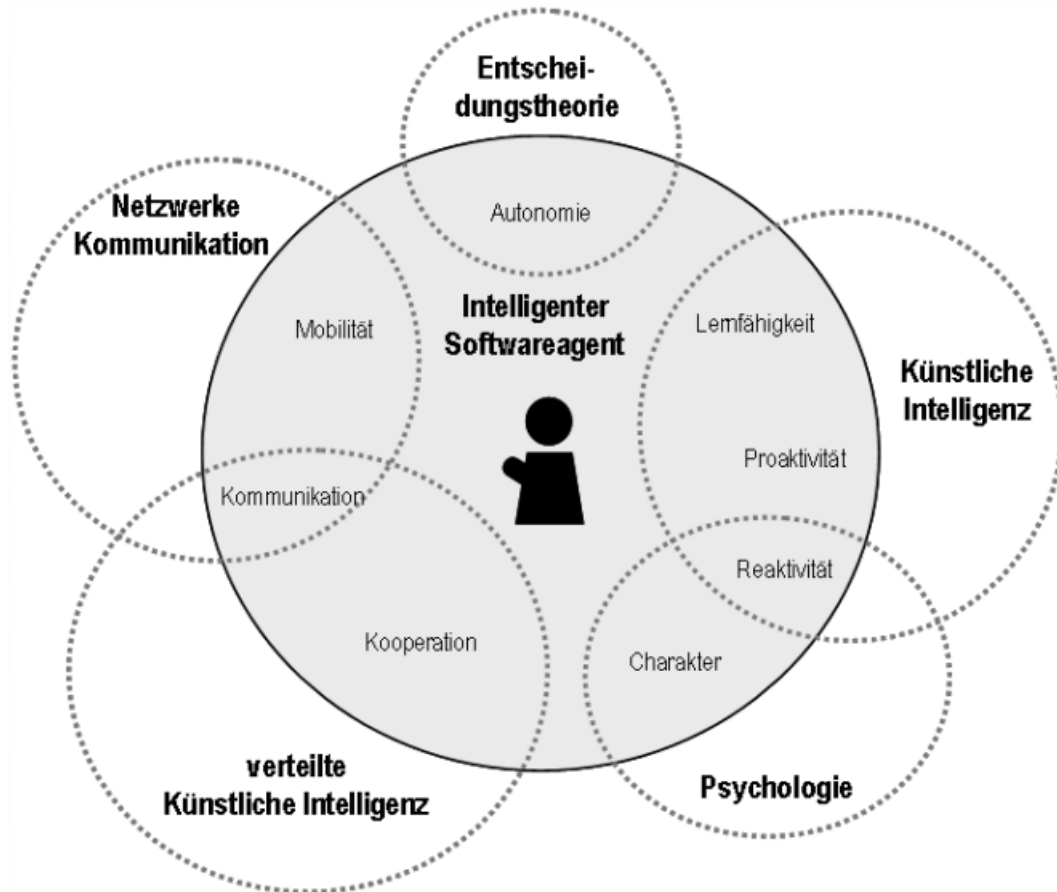 Entschei-
dungstheorie
Netzwerke
Kommunikation
Autonomie
Intelligenter
Softwareagent
Mobilität
Lernfähigkeit
Künstliche
Intelligenz
Proaktivität
Kommunikation
Reaktivität
Kooperation
Charakter
verteilte
Künstliche Intelligenz
Psychologie